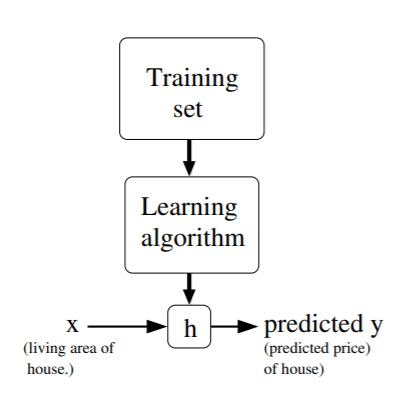 Training
set
Learning
algorithm
x
h
predicted y
(living area of
house.)
(predicted price)
of house)